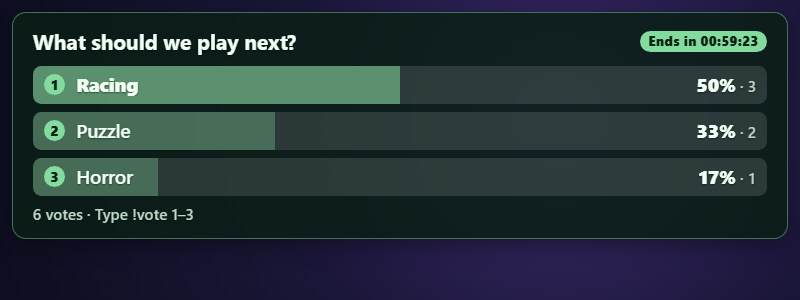 What should we play next? Ends in 00:59:23
1 Racing 50% · 3
2 Puzzle 33% · 2
3 Horror 17% · 1
6 votes · Type !vote 1–3